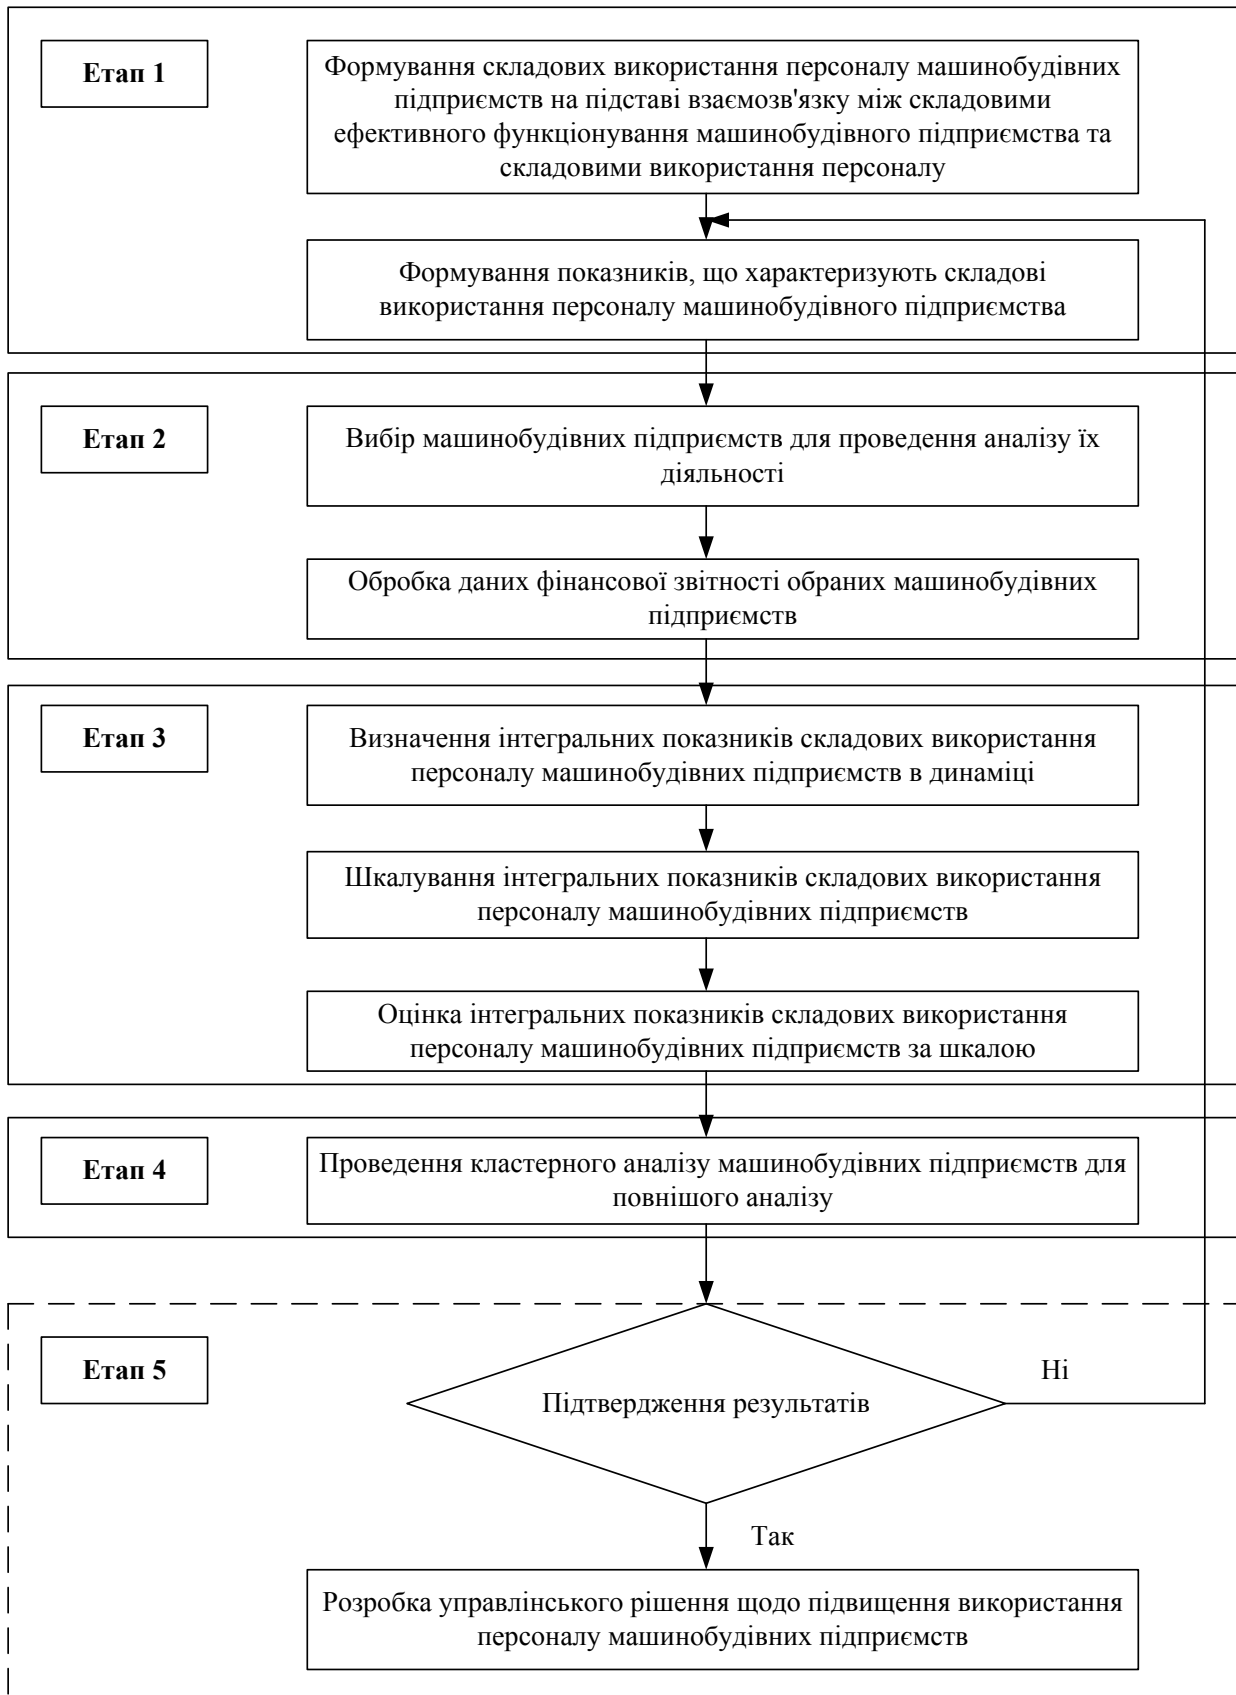 Етап 1
Формування складових використання персоналу машинобудівних
підприємств на підставі взаємозв'язку між складовими
ефективного функціонування машинобудівного підприємства та
складовими використання персоналу
Формування показників, що характеризують складові
використання персоналу машинобудівного підприємства
Етап 2
Вибір машинобудівних підприємств для проведення аналізу їх
діяльності
Обробка даних фінансової звітності обраних машинобудівних
підприємств
Етап 3
Визначення інтегральних показників складових використання
персоналу машинобудівних підприємств в динаміці
Шкалування інтегральних показників складових використання
персоналу машинобудівних підприємств
Оцінка інтегральних показників складових використання
персоналу машинобудівних підприємств за шкалою
Етап 4
Проведення кластерного аналізу машинобудівних підприємств для
повнішого аналізу
Етап 5
Ні
Підтвердження результатів
Так
Розробка управлінського рішення щодо підвищення використання
персоналу машинобудівних підприємств